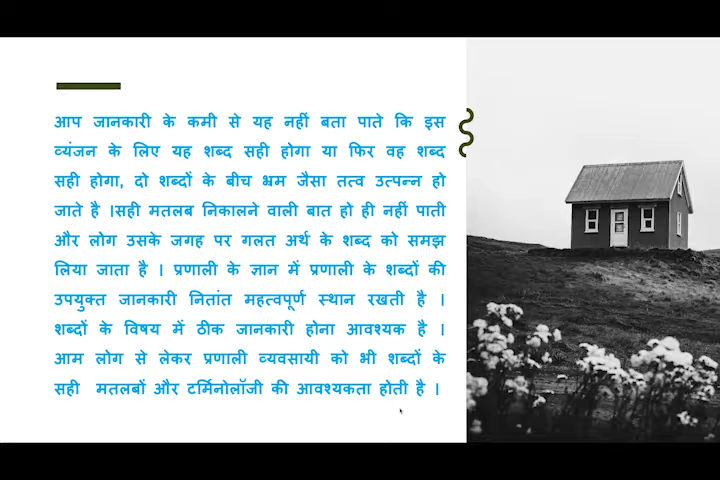 आप जानकारी के कमी से यह नहीं बता पाते कि इस
व्यंजन के लिए यह शब्द सही होगा या फिर वह शब्द
सही होगा, दो शब्दों के बीच भ्रम जैसा तत्व उत्पन्न हो
जाते है ।सही मतलब निकालने वाली बात हो ही नहीं पाती
और लोग उसके जगह पर गलत अर्थ के शब्द को समझ
लिया जाता है । प्रणाली के ज्ञान में प्रणाली के शब्दों की
उपयुक्त जानकारी नितांत महत्वपूर्ण स्थान रखती है ।
शब्दों के विषय में ठीक जानकारी होना आवश्यक है ।
आम लोग से लेकर प्रणाली व्यवसायी को भी शब्दों के
सही मतलबों और टर्मिनोलॉजी की आवश्यकता होती है ।